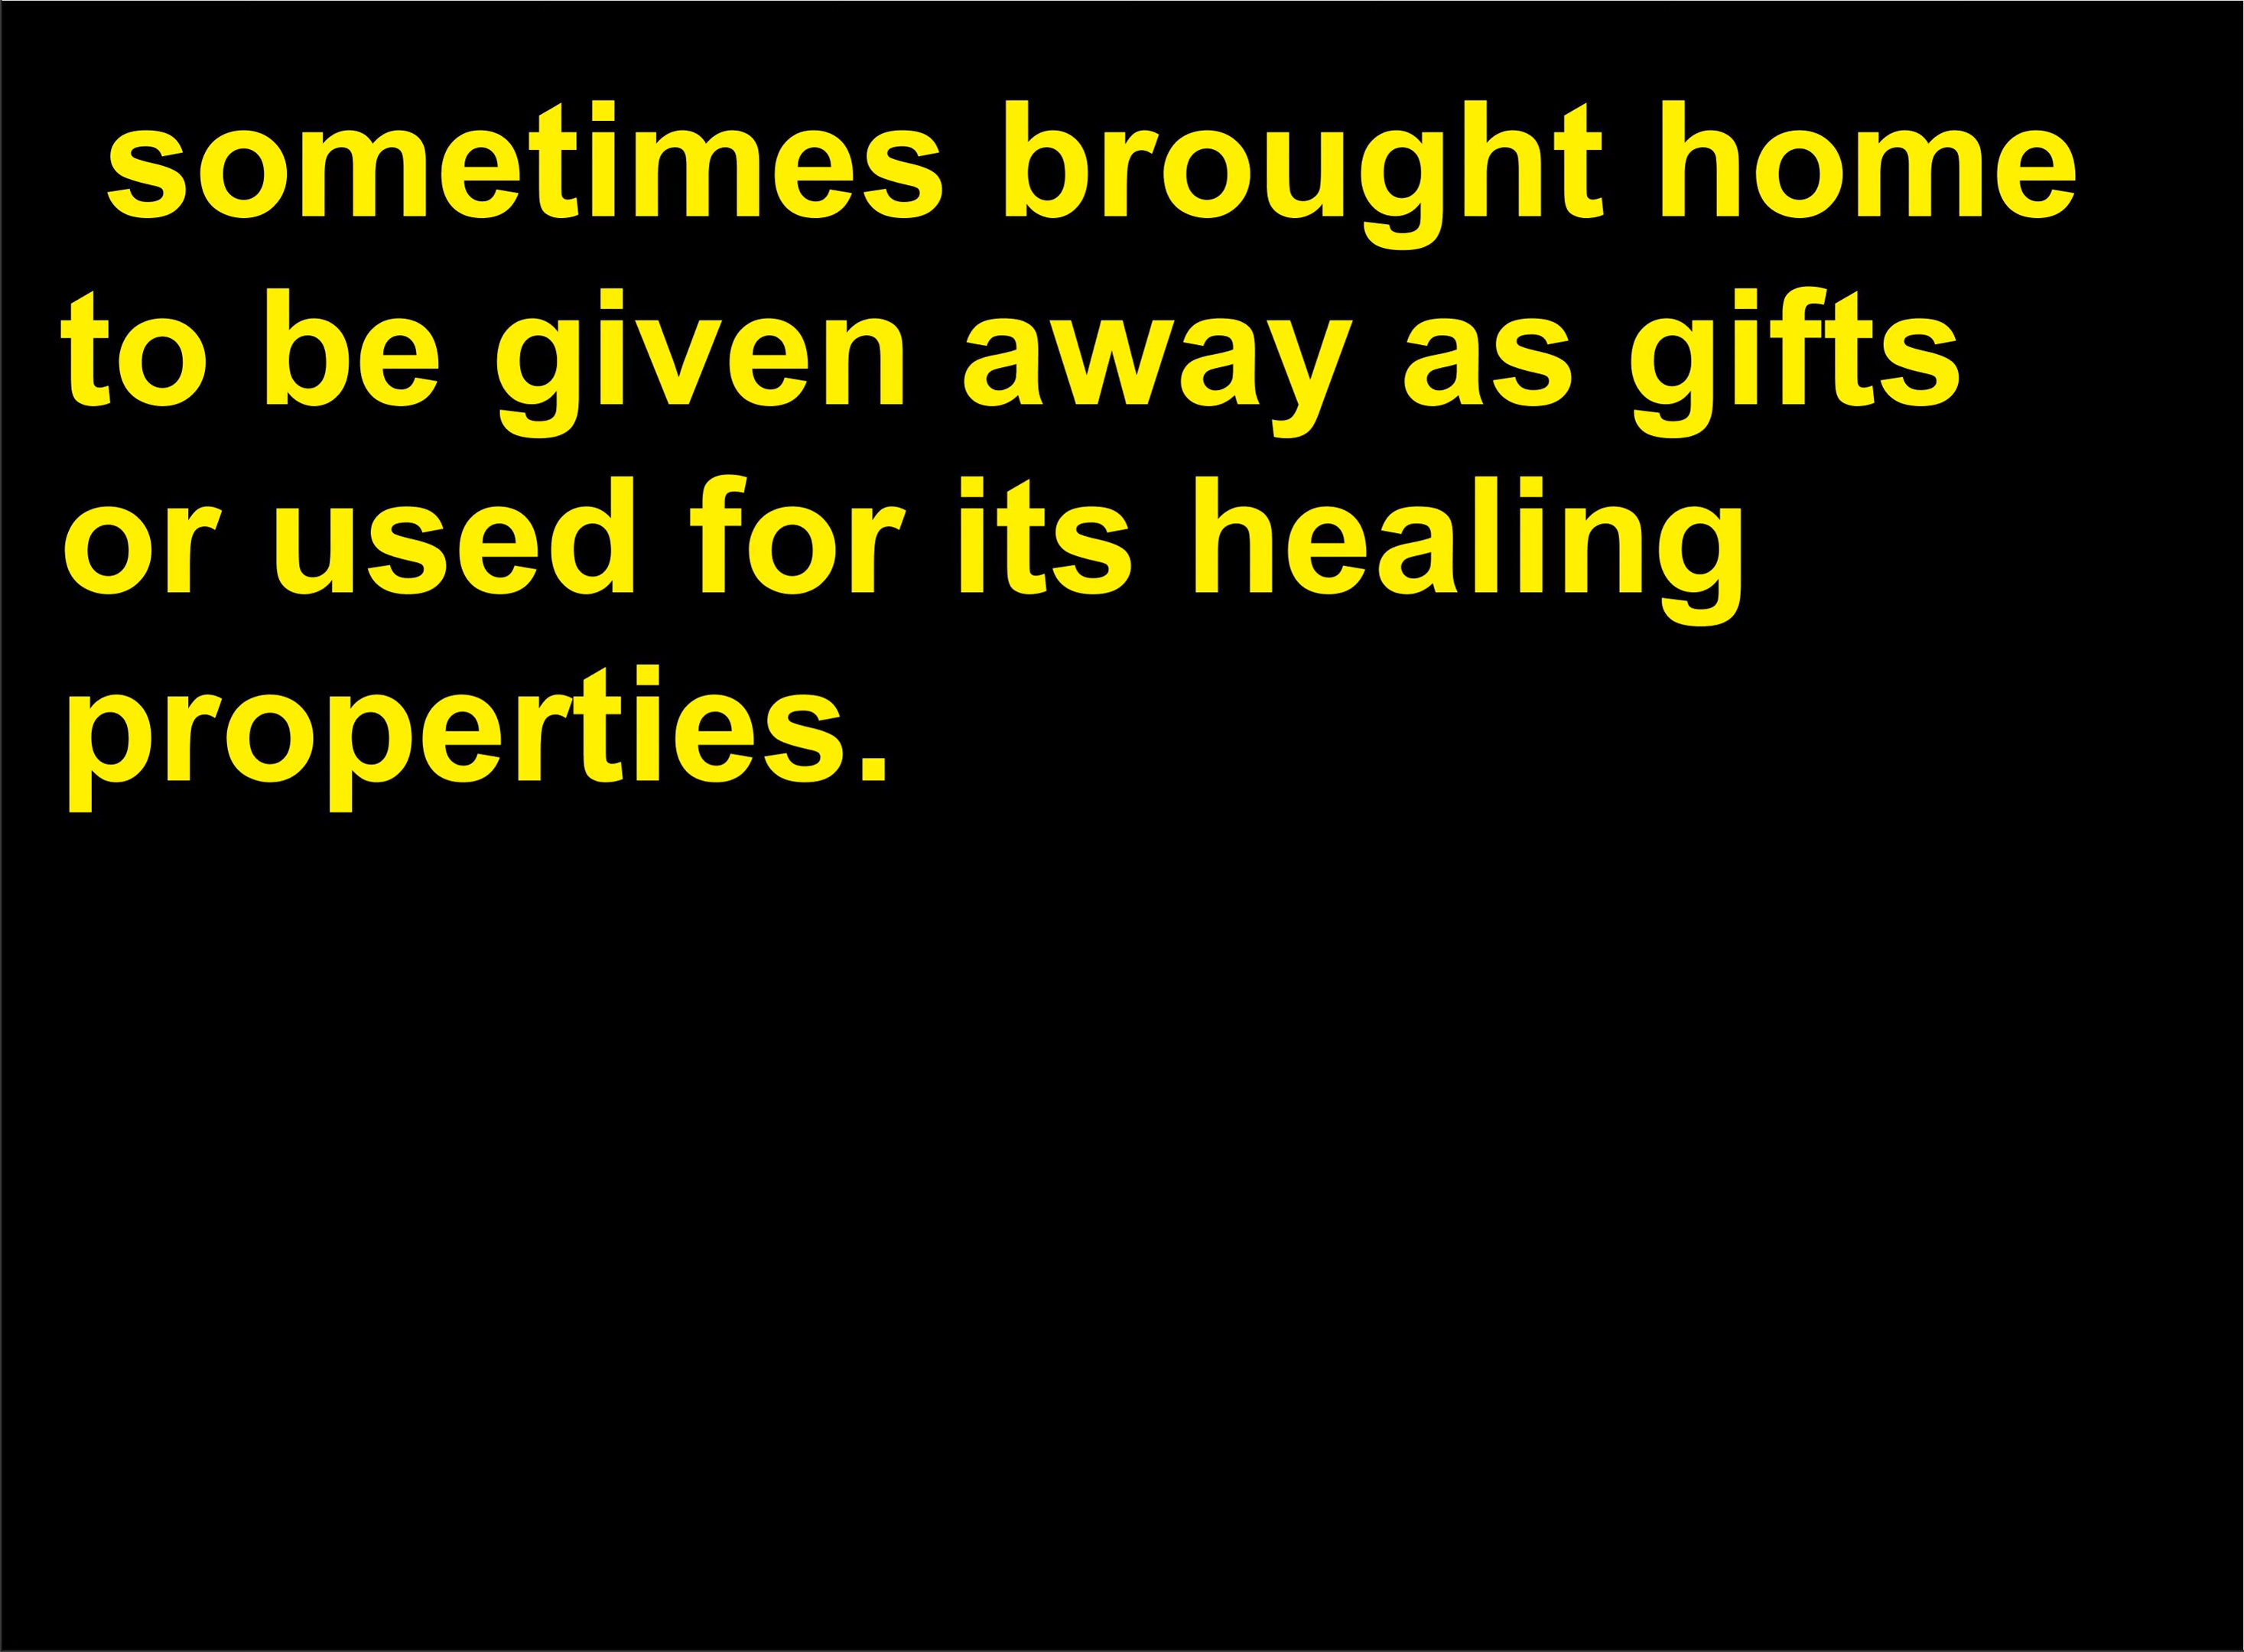 sometimes brought home
to be given away as gifts
or used for its healing
properties.